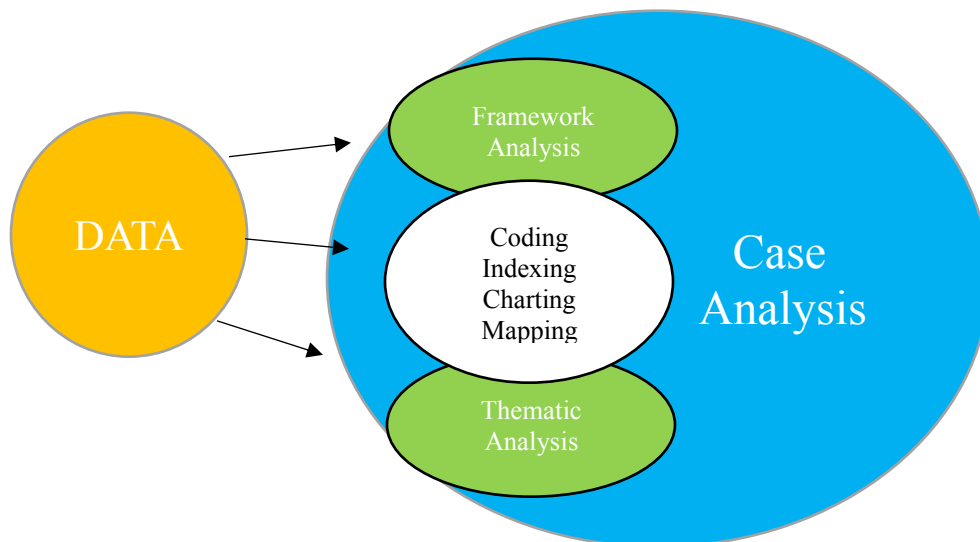 DATA
Framework
Analysis
Coding
Indexing
Charting
Mapping
Thematic
Analysis
Case
Analysis